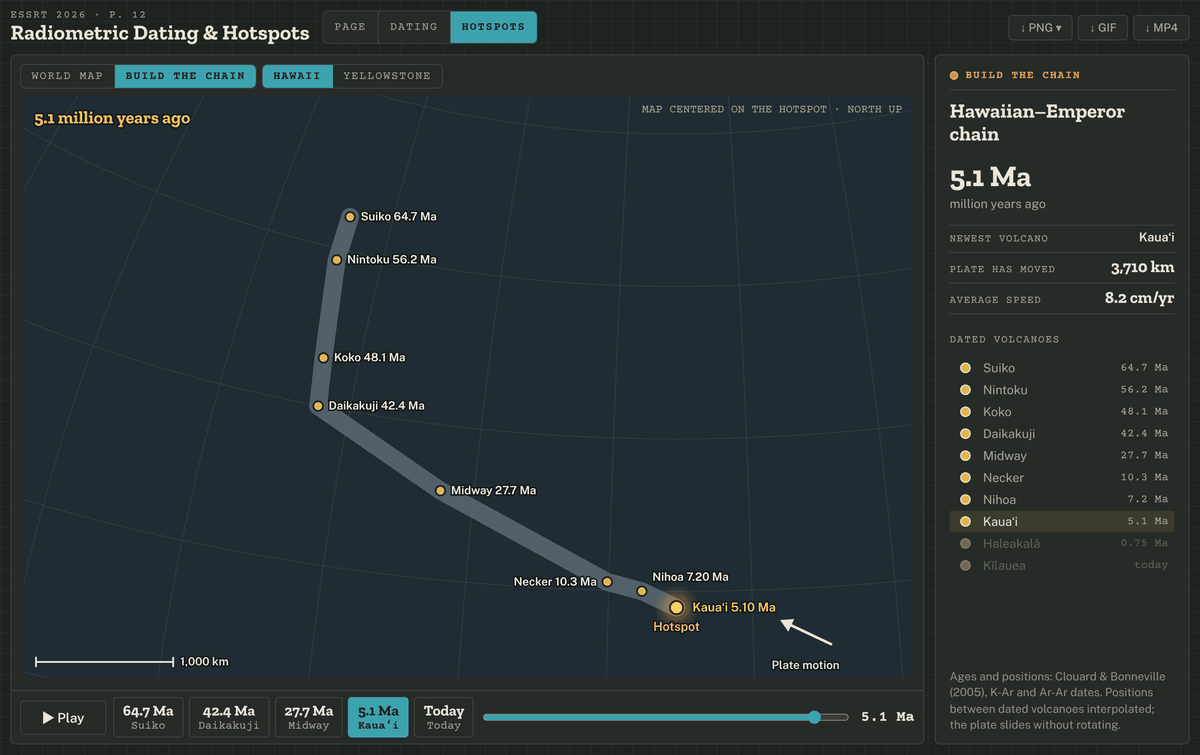 ESSRT 2026 · P. 12
Radiometric Dating & Hotspots
PAGE
DATING
HOTSPOTS
↓ PNG ▾
↓ GIF
↓ MP4
WORLD MAP
BUILD THE CHAIN
HAWAII
YELLOWSTONE
5.1 million years ago
MAP CENTERED ON THE HOTSPOT · NORTH UP
Suiko 64.7 Ma
Nintoku 56.2 Ma
Koko 48.1 Ma
Daikakuji 42.4 Ma
Midway 27.7 Ma
Necker 10.3 Ma
Nihoa 7.20 Ma
Kauaʻi 5.10 Ma
Hotspot
Plate motion
1,000 km
▶ Play
64.7 Ma
Suiko
42.4 Ma
Daikakuji
27.7 Ma
Midway
5.1 Ma
Kauaʻi
Today
Today
5.1 Ma
BUILD THE CHAIN
Hawaiian–Emperor
chain
5.1 Ma
million years ago
NEWEST VOLCANO Kauaʻi
PLATE HAS MOVED 3,710 km
AVERAGE SPEED 8.2 cm/yr
DATED VOLCANOES
Suiko 64.7 Ma
Nintoku 56.2 Ma
Koko 48.1 Ma
Daikakuji 42.4 Ma
Midway 27.7 Ma
Necker 10.3 Ma
Nihoa 7.2 Ma
Kauaʻi 5.1 Ma
Haleakalā 0.75 Ma
Kīlauea today
Ages and positions: Clouard & Bonneville
(2005), K-Ar and Ar-Ar dates. Positions
between dated volcanoes interpolated;
the plate slides without rotating.